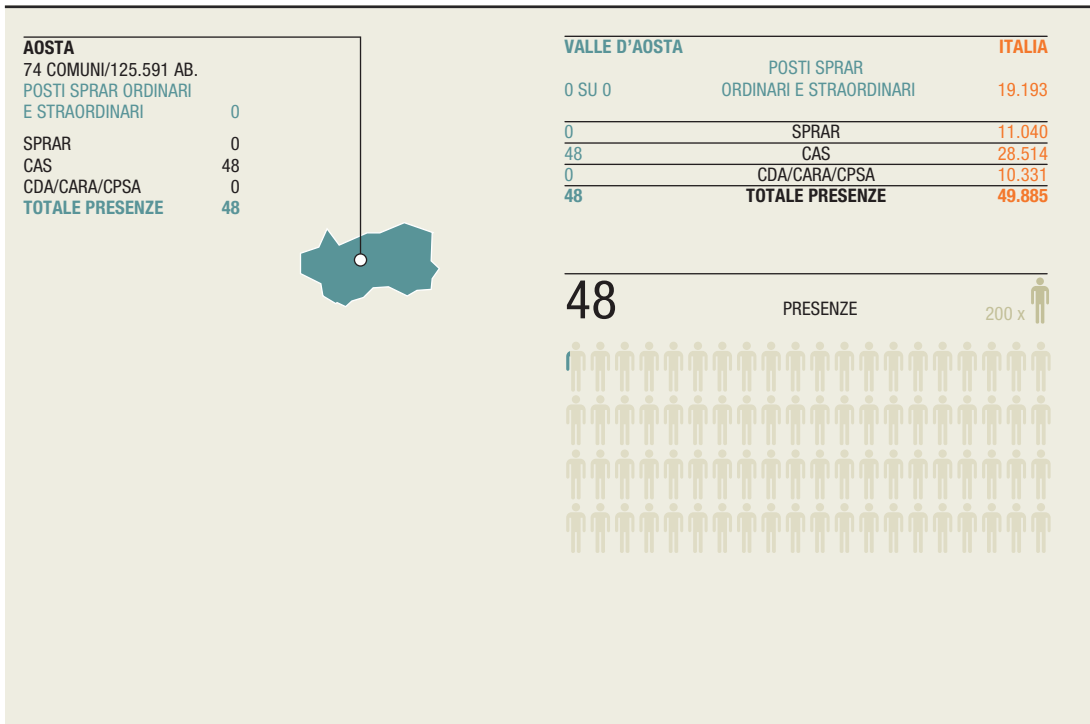 AOSTA
74 COMUNI/125.591 AB.
POSTI SPRAR ORDINARI
E STRAORDINARI 0
SPRAR 0
CAS 48
CDA/CARA/CPSA 0
TOTALE PRESENZE 48
VALLE D'AOSTA ITALIA
POSTI SPRAR
0 SU 0 ORDINARI E STRAORDINARI 19.193
0 SPRAR 11.040
48 CAS 28.514
0 CDA/CARA/CPSA 10.331
48 TOTALE PRESENZE 49.885
48 PRESENZE 200 x